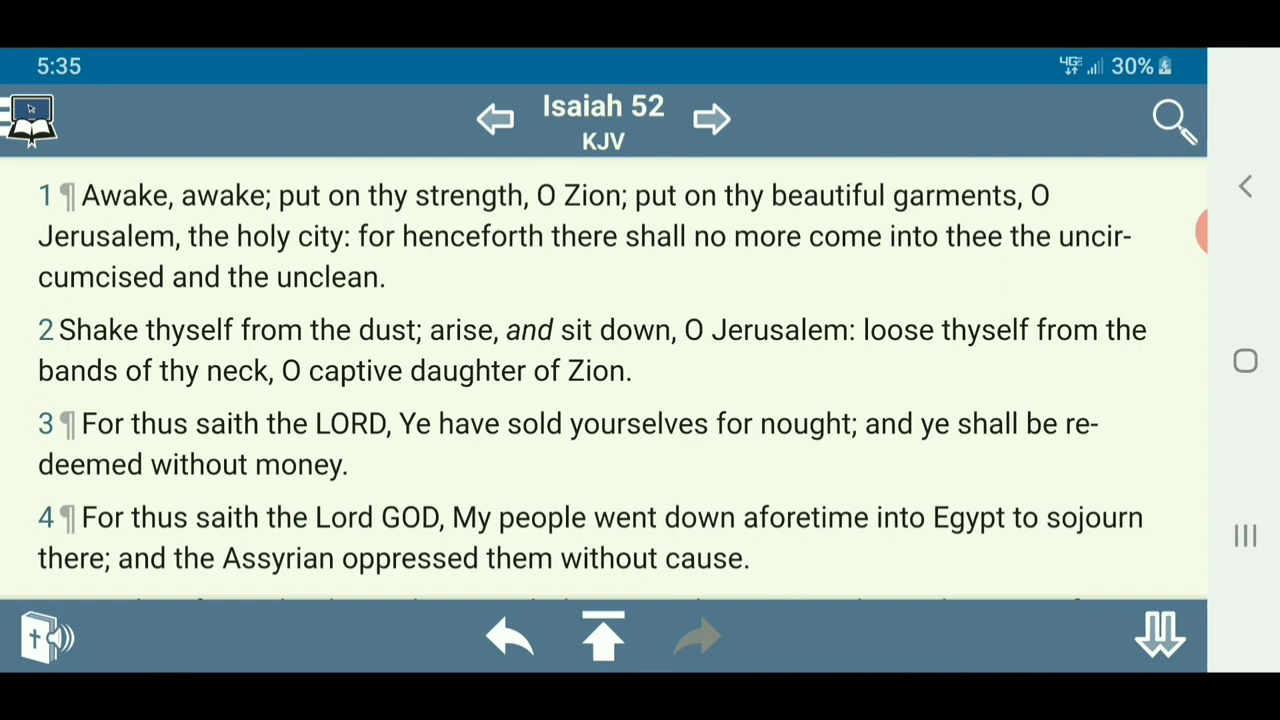 5:35
4GE 30%
Isaiah 52
KJV
1 ¶ Awake, awake; put on thy strength, O Zion; put on thy beautiful garments, O
Jerusalem, the holy city: for henceforth there shall no more come into thee the uncir-
cumcised and the unclean.
2 Shake thyself from the dust; arise, and sit down, O Jerusalem: loose thyself from the
bands of thy neck, O captive daughter of Zion.
3 ¶ For thus saith the LORD, Ye have sold yourselves for nought; and ye shall be re-
deemed without money.
4 ¶ For thus saith the Lord GOD, My people went down aforetime into Egypt to sojourn
there; and the Assyrian oppressed them without cause.